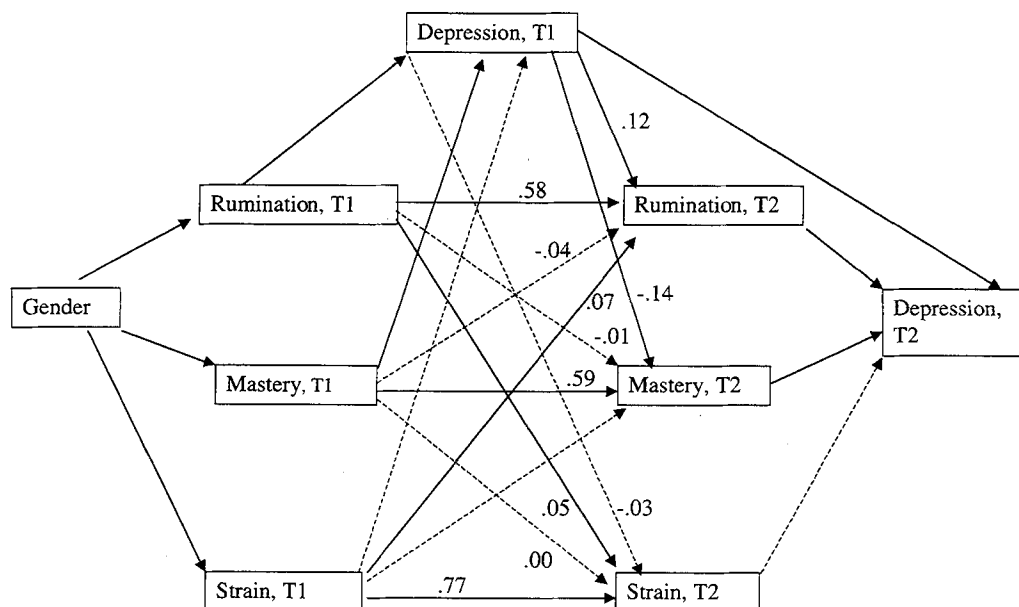 Depression, T1
.12
Rumination, T1
.58
Rumination, T2
-.04
Gender
.07
-.14
Depression,
T2
-.01
Mastery, T1
.59
Mastery, T2
.05
-.03
.00
Strain, T1
.77
Strain, T2